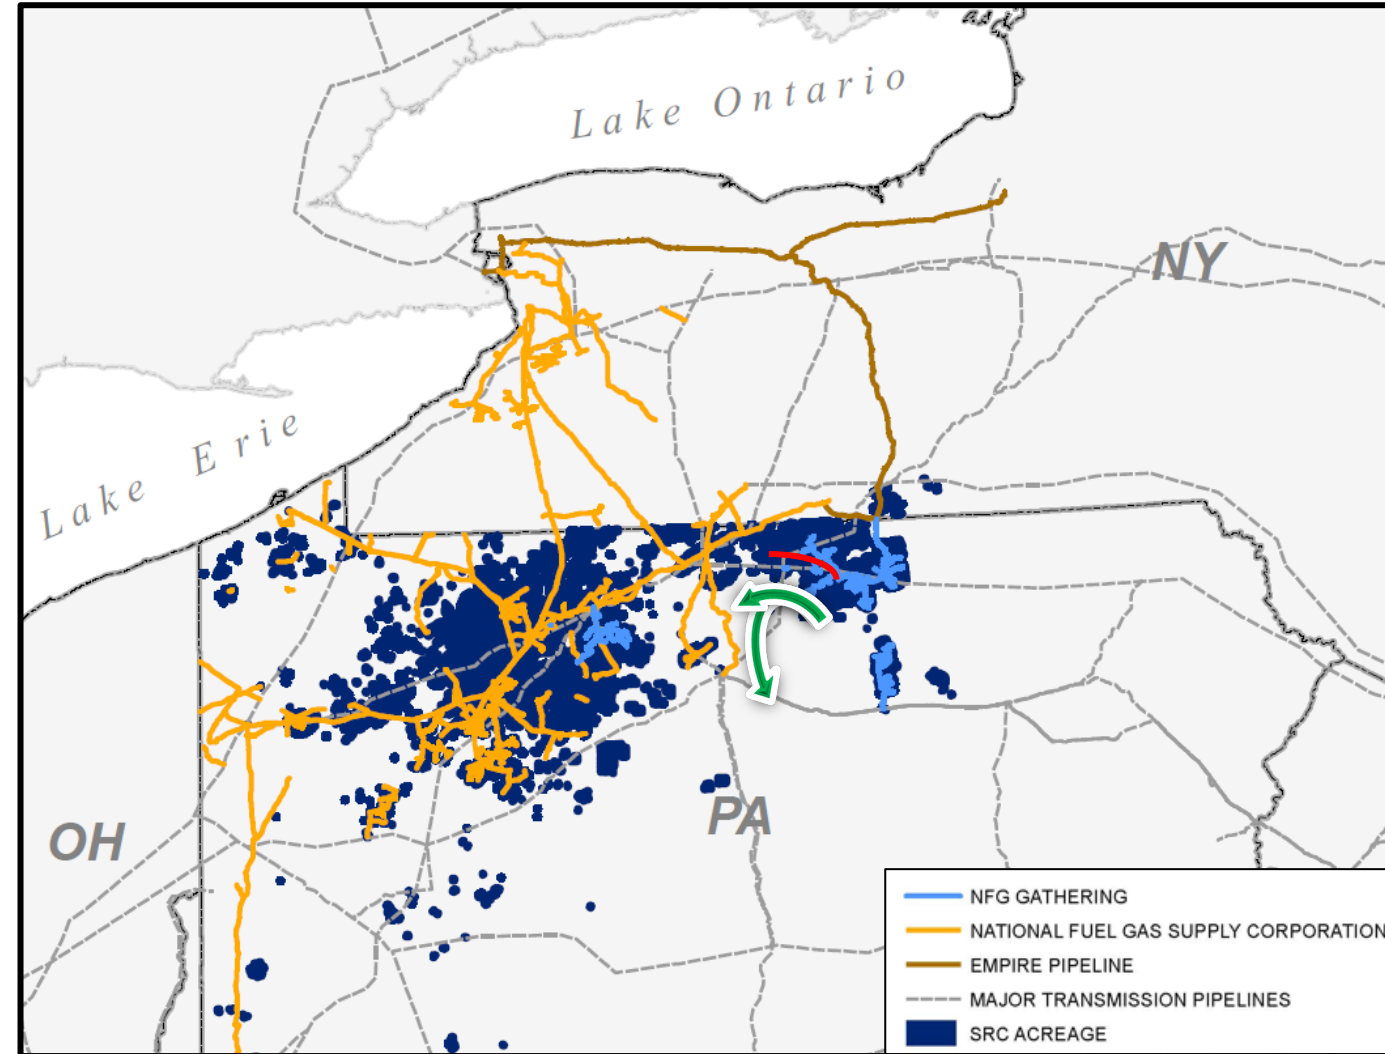 Lake Ontario
NY
Lake Erie
OH
PA
NFG GATHERING
NATIONAL FUEL GAS SUPPLY CORPORATION
EMPIRE PIPELINE
MAJOR TRANSMISSION PIPELINES
SRC ACREAGE